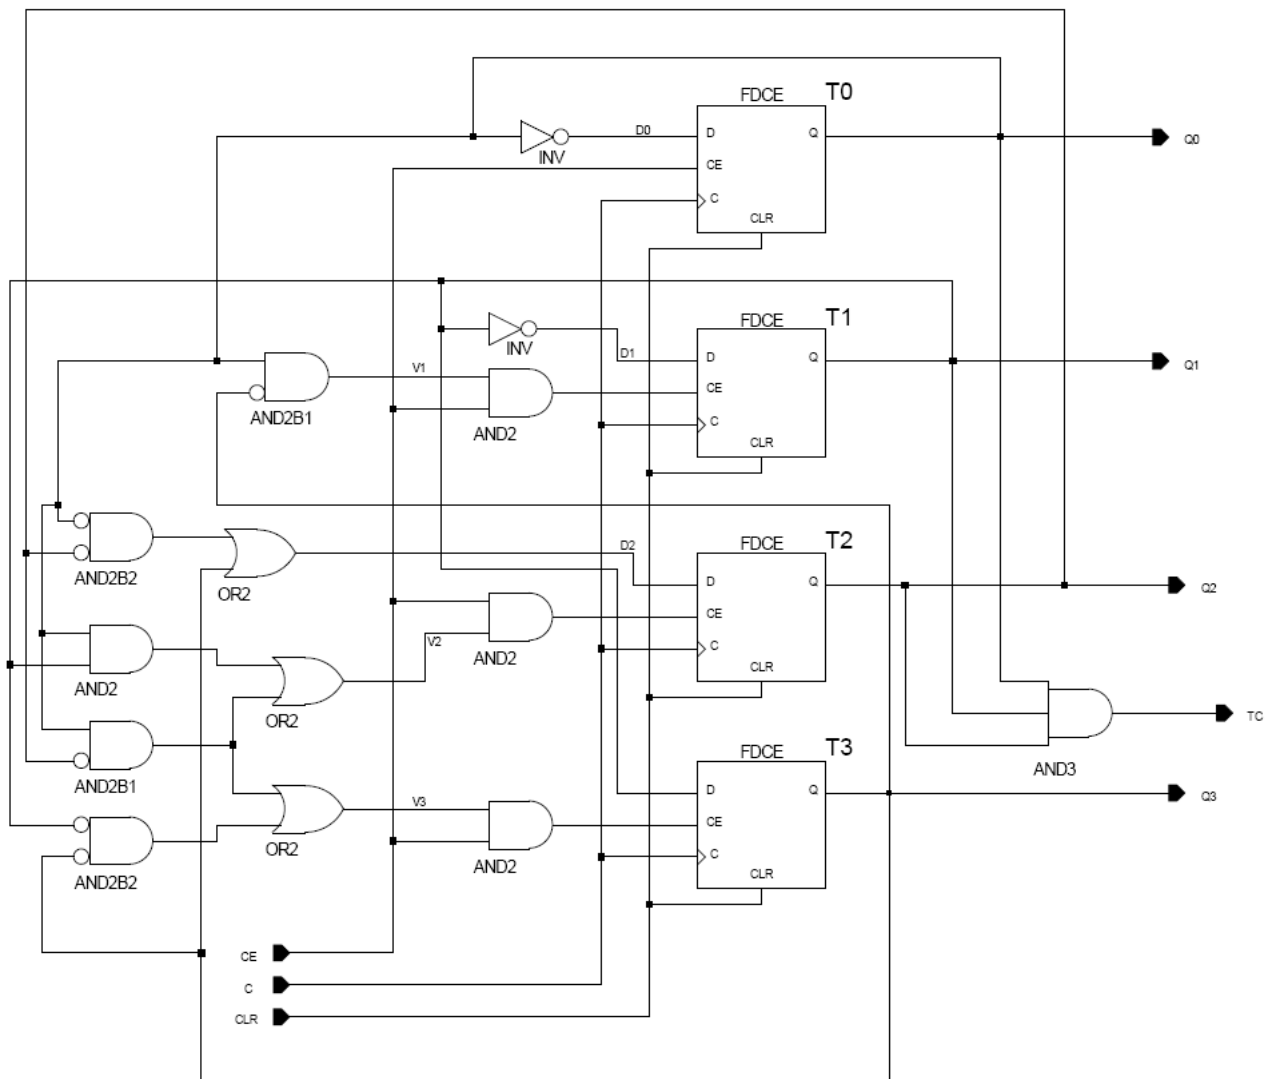 FDCE T0
D0 D Q Q0
INV CE
C
CLR
FDCE T1
INV D1 D Q Q1
V1 CE
AND2B1 AND2 C
CLR
FDCE T2
D2 D Q Q2
AND2B2 OR2 CE
V2 C
AND2 AND2 CLR
OR2 TC
FDCE T3
AND2B1 AND3
V3 D Q Q3
OR2 CE
AND2B2 AND2 C
CLR
CE
C
CLR